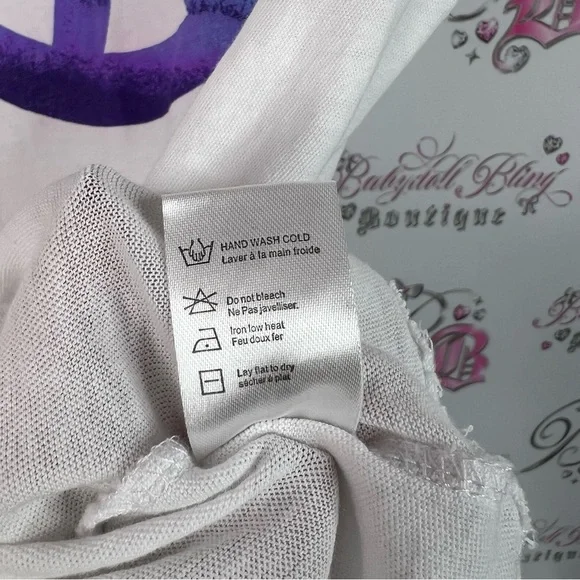 Babydoll Bling
Boutique
HAND WASH COLD
Laver à la main froide
Do not bleach
Ne Pas javelliser.
Iron low heat
Feu doux fer
Lay flat to dry
sécher à plat